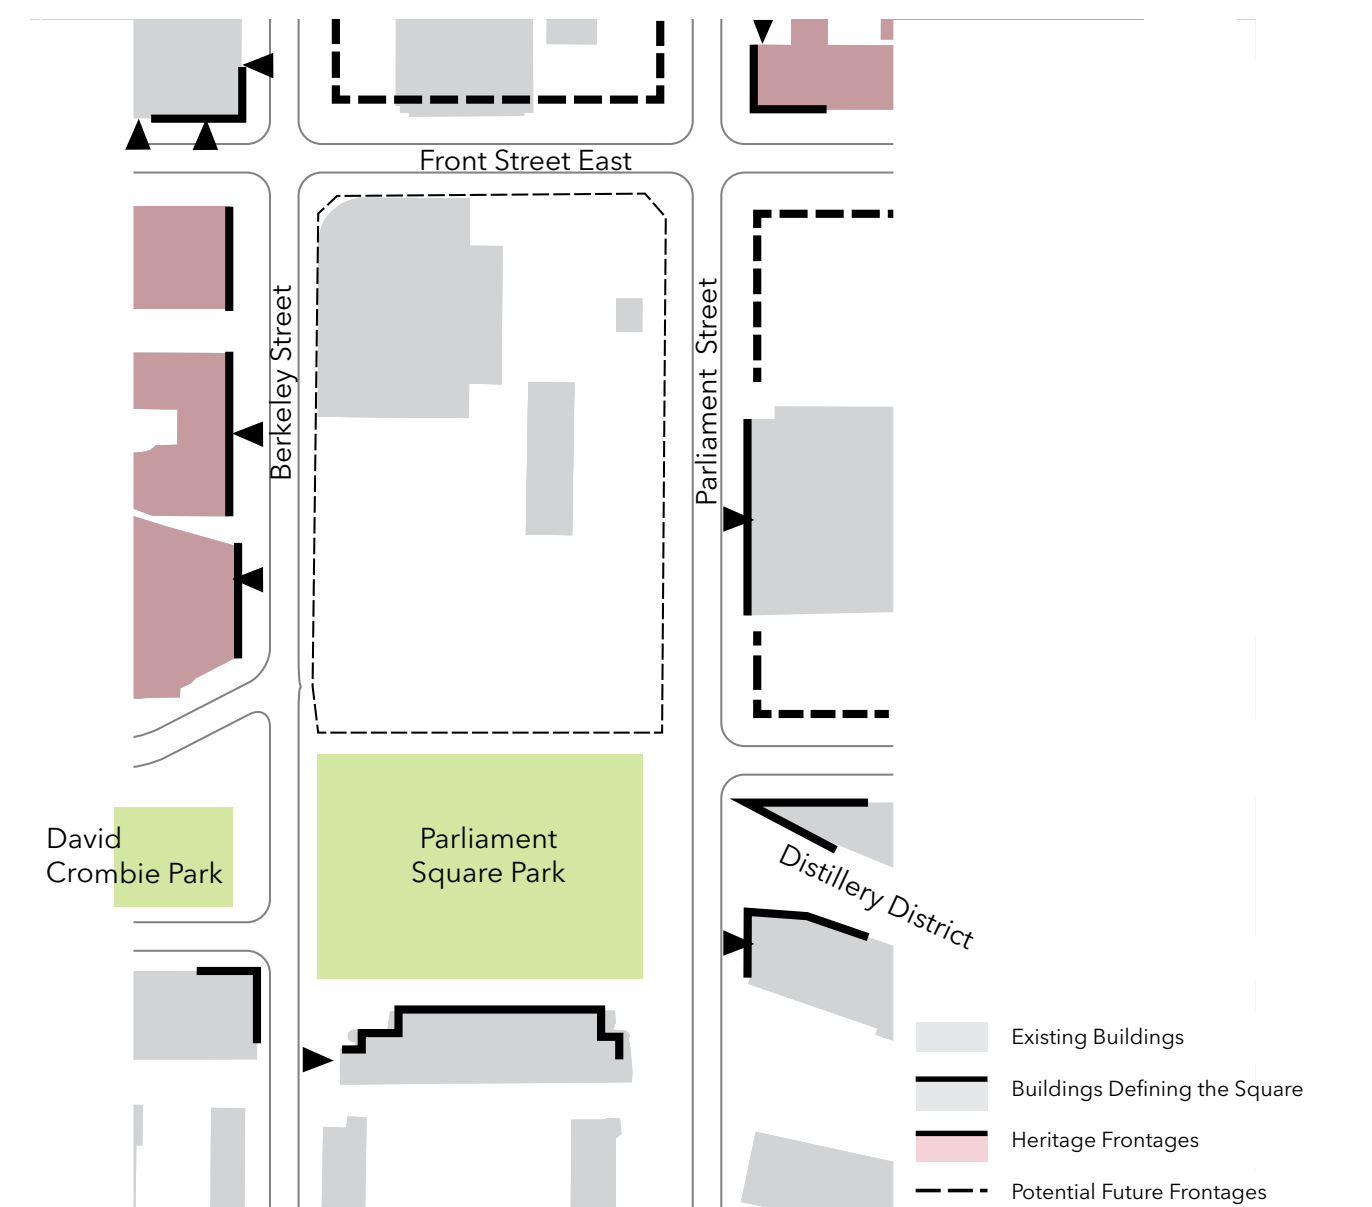 Front Street East
Berkeley Street
Parliament Street
David
Crombie Park
Parliament
Square Park
Distillery District
Existing Buildings
Buildings Defining the Square
Heritage Frontages
Potential Future Frontages